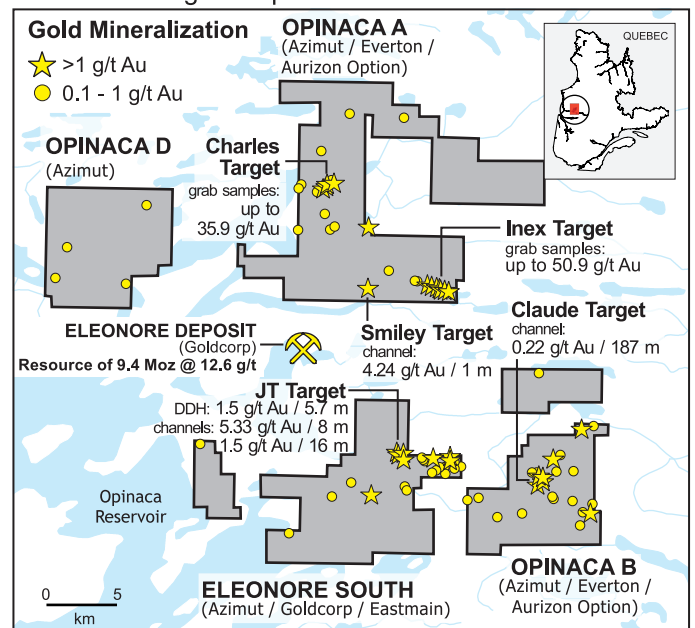 Gold Mineralization
>1 g/t Au
0.1 - 1 g/t Au
OPINACA A
(Azimut / Everton /
Aurizon Option)
QUEBEC
OPINACA D
(Azimut)
Charles
Target
grab samples:
up to
35.9 g/t Au
Inex Target
grab samples:
up to 50.9 g/t Au
ELEONORE DEPOSIT
(Goldcorp)
Resource of 9.4 Moz @ 12.6 g/t
Smiley Target
channel:
4.24 g/t Au / 1 m
Claude Target
channel:
0.22 g/t Au / 187 m
JT Target
DDH: 1.5 g/t Au / 5.7 m
channels: 5.33 g/t Au / 8 m
1.5 g/t Au / 16 m
Opinaca
Reservoir
0 5
km
ELEONORE SOUTH
(Azimut / Goldcorp / Eastmain)
OPINACA B
(Azimut / Everton /
Aurizon Option)